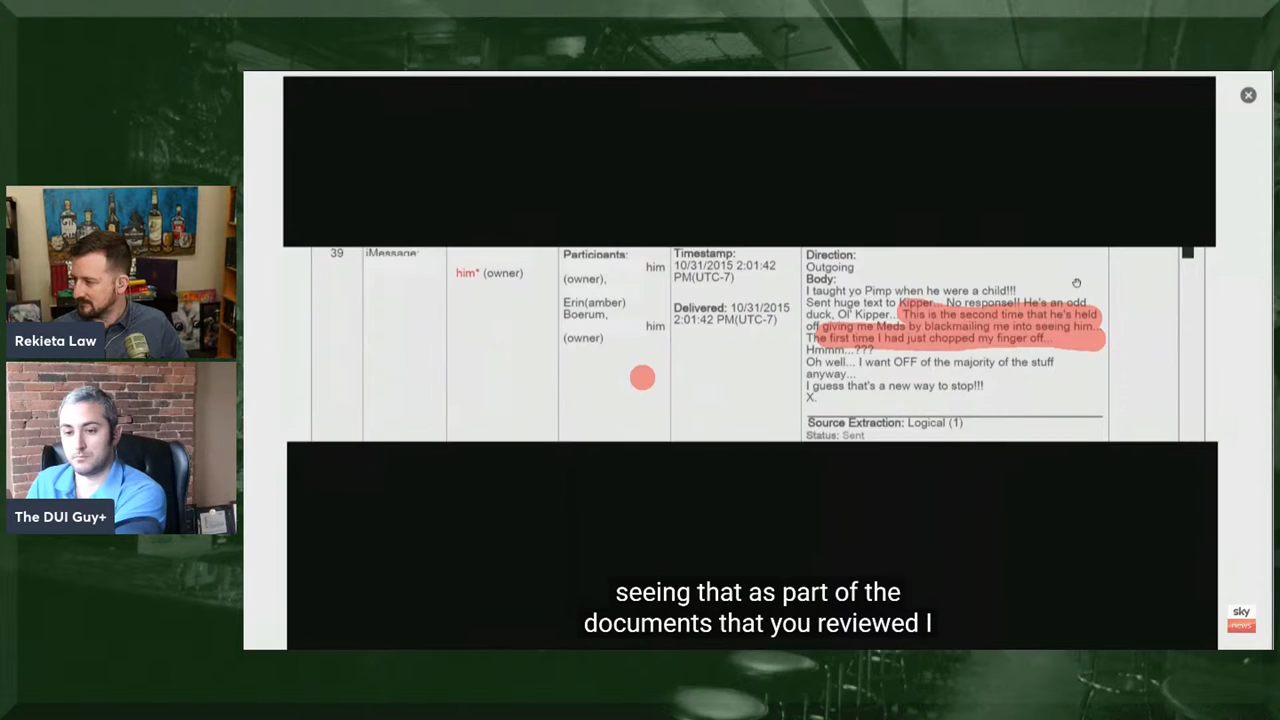 39
iMessage:
him* (owner)
Participants:
him
(owner),
Erin(amber)
Boerum,
him
(owner)
Timestamp:
10/31/2015 2:01:42
PM(UTC-7)
Delivered: 10/31/2015
2:01:42 PM(UTC-7)
Direction:
Outgoing
Body:
I taught yo Pimp when he were a child!!!
Sent huge text to Kipper... No response!! He's an odd
duck, Ol' Kipper... This is the second time that he's held
off giving me Meds by blackmailing me into seeing him...
The first time I had just chopped my finger off...
Hmmm...???
Oh well... I want OFF of the majority of the stuff
anyway...
I guess that's a new way to stop!!!
X.
Source Extraction: Logical (1)
Status: Sent
Rekieta Law
The DUI Guy+
seeing that as part of the
documents that you reviewed I
sky
news